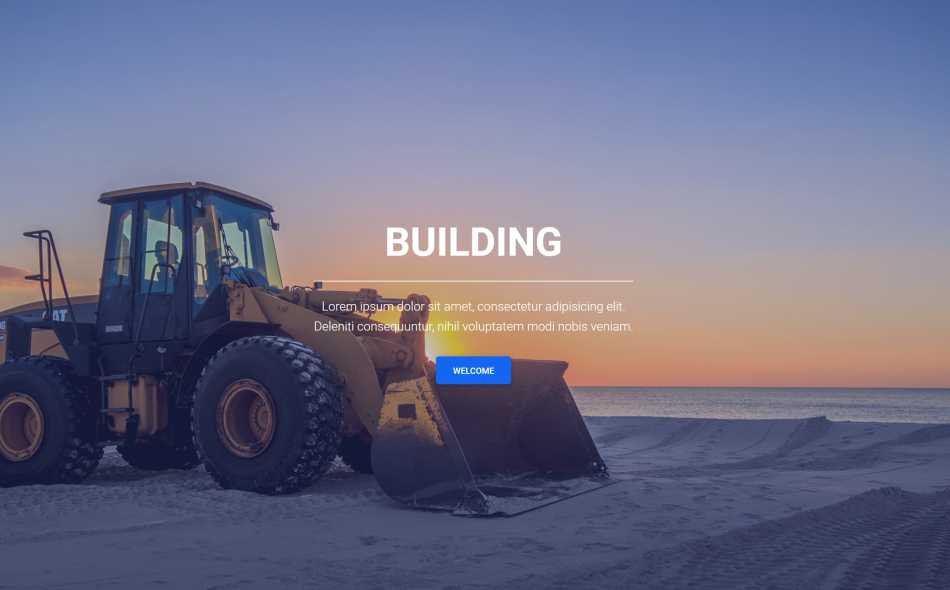 BUILDING
Lorem ipsum dolor sit amet, consectetur adipisicing elit.
Deleniti consequuntur, nihil voluptatem modi nobis veniam.
WELCOME